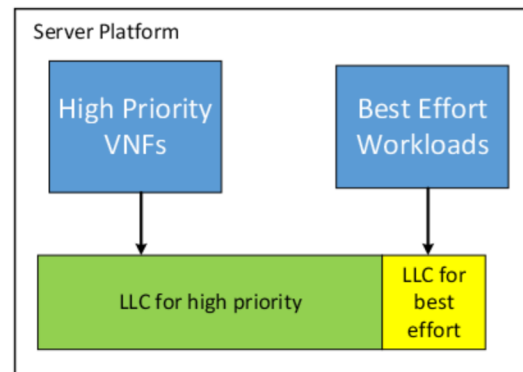 Server Platform
High Priority
VNFs
Best Effort
Workloads
LLC for high priority
LLC for
best
effort